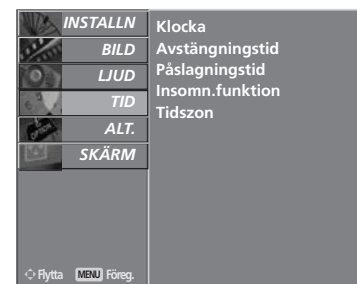 INSTALLN
BILD
LJUD
TID
ALT.
SKÄRM
Klocka
Avstängningstid
Påslagningstid
Insomn.funktion
Tidszon
Flytta MENU Föreg.